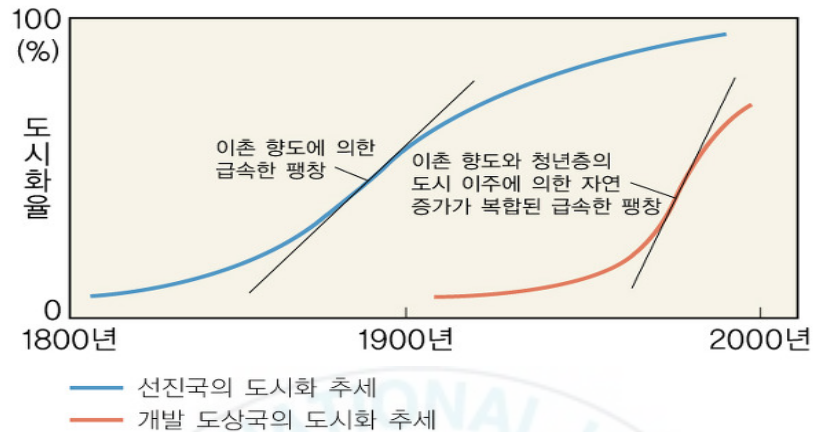 100
(%)
도시화율
이촌 향도에 의한
급속한 팽창
이촌 향도와 청년층의
도시 이주에 의한 자연
증가가 복합된 급속한 팽창
0
1800년
1900년
2000년
선진국의 도시화 추세
개발 도상국의 도시화 추세